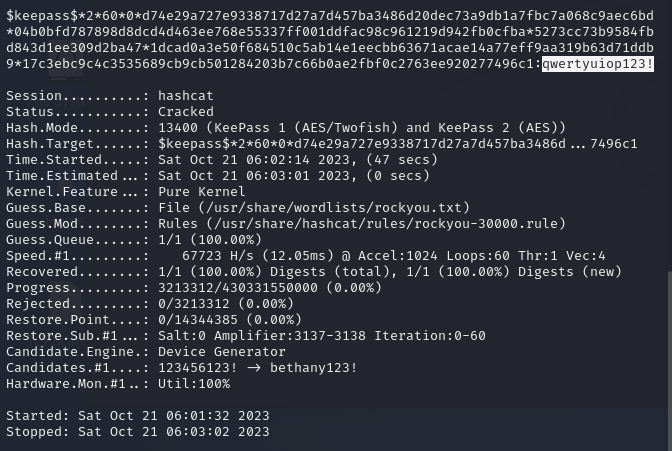 $keepass$*2*60*0*d74e29a727e9338717d27a7d457ba3486d20dec73a9db1a7fbc7a068c9aec6bd
*04b0bfd787898d8dcd4d463ee768e55337ff001ddfac98c961219d942fb0cfba*5273cc73b9584fb
d843d1ee309d2ba47*1dcad0a3e50f684510c5ab14e1eecbb63671acae14a77eff9aa319b63d71ddb
9*17c3ebc9c4c3535689cb9cb501284203b7c66b0ae2fbf0c2763ee920277496c1:qwertyuiop123!
Session..........: hashcat
Status...........: Cracked
Hash.Mode........: 13400 (KeePass 1 (AES/Twofish) and KeePass 2 (AES))
Hash.Target......: $keepass$*2*60*0*d74e29a727e9338717d27a7d457ba3486d...7496c1
Time.Started.....: Sat Oct 21 06:02:14 2023, (47 secs)
Time.Estimated...: Sat Oct 21 06:03:01 2023, (0 secs)
Kernel.Feature...: Pure Kernel
Guess.Base.......: File (/usr/share/wordlists/rockyou.txt)
Guess.Mod........: Rules (/usr/share/hashcat/rules/rockyou-30000.rule)
Guess.Queue......: 1/1 (100.00%)
Speed.#1.........:    67723 H/s (12.05ms) @ Accel:1024 Loops:60 Thr:1 Vec:4
Recovered........: 1/1 (100.00%) Digests (total), 1/1 (100.00%) Digests (new)
Progress.........: 3213312/430331550000 (0.00%)
Rejected.........: 0/3213312 (0.00%)
Restore.Point....: 0/14344385 (0.00%)
Restore.Sub.#1...: Salt:0 Amplifier:3137-3138 Iteration:0-60
Candidate.Engine.: Device Generator
Candidates.#1....: 123456123! -> bethany123!
Hardware.Mon.#1..: Util:100%
Started: Sat Oct 21 06:01:32 2023
Stopped: Sat Oct 21 06:03:02 2023